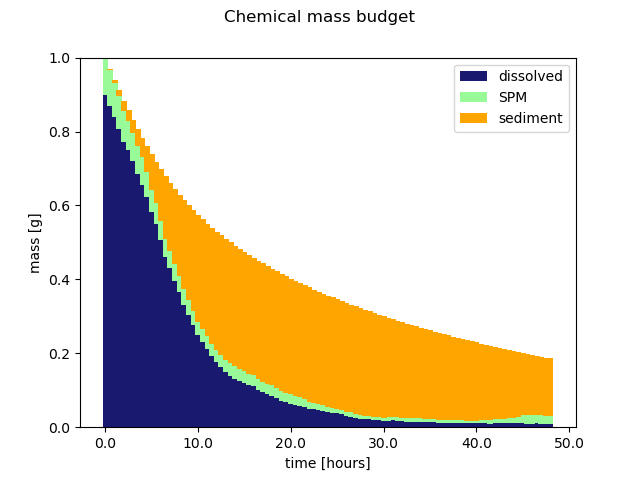 Chemical mass budget
1.0
0.8
0.6
0.4
0.2
0.0
mass [g]
dissolved
SPM
sediment
0.0 10.0 20.0 30.0 40.0 50.0
time [hours]